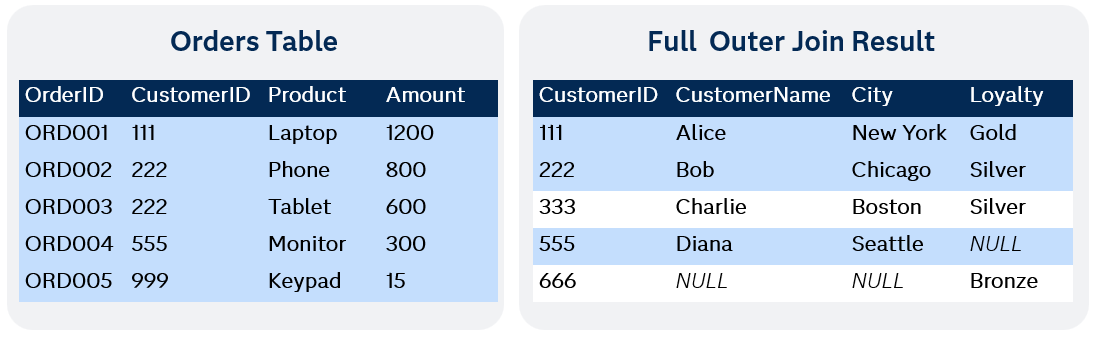 Orders Table
OrderID CustomerID Product Amount
ORD001 111 Laptop 1200
ORD002 222 Phone 800
ORD003 222 Tablet 600
ORD004 555 Monitor 300
ORD005 999 Keypad 15
Full Outer Join Result
CustomerID CustomerName City Loyalty
111 Alice New York Gold
222 Bob Chicago Silver
333 Charlie Boston Silver
555 Diana Seattle NULL
666 NULL NULL Bronze